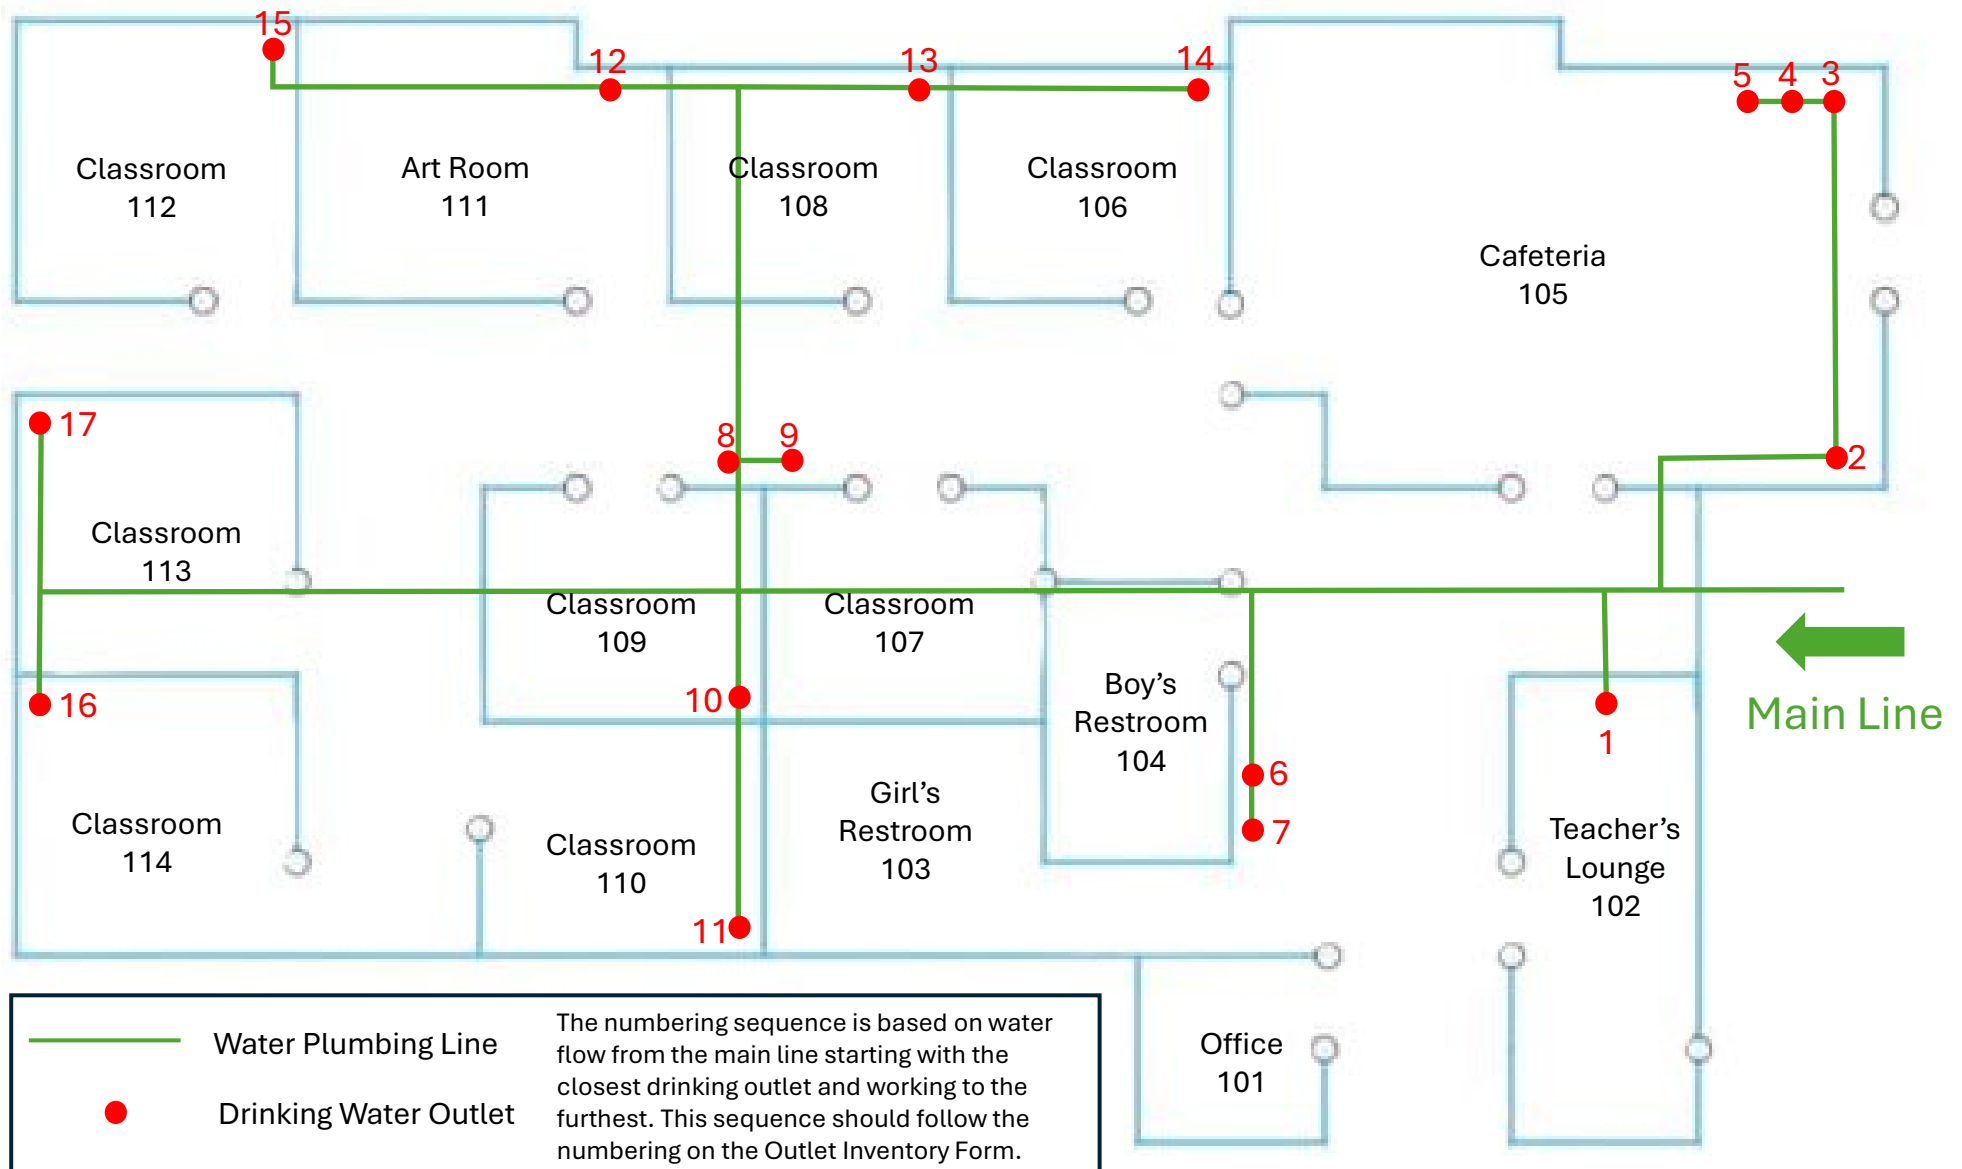 15
12
13
14
5
4
3
Classroom
112
Art Room
111
Classroom
108
Classroom
106
Cafeteria
105
17
8
9
2
Classroom
113
Classroom
109
Classroom
107
16
10
Boy's
Restroom
104
1
Main Line
6
7
Girl's
Restroom
103
Classroom
114
Classroom
110
Teacher's
Lounge
102
11
Office
101
Water Plumbing Line
Drinking Water Outlet
The numbering sequence is based on water
flow from the main line starting with the
closest drinking outlet and working to the
furthest. This sequence should follow the
numbering on the Outlet Inventory Form.